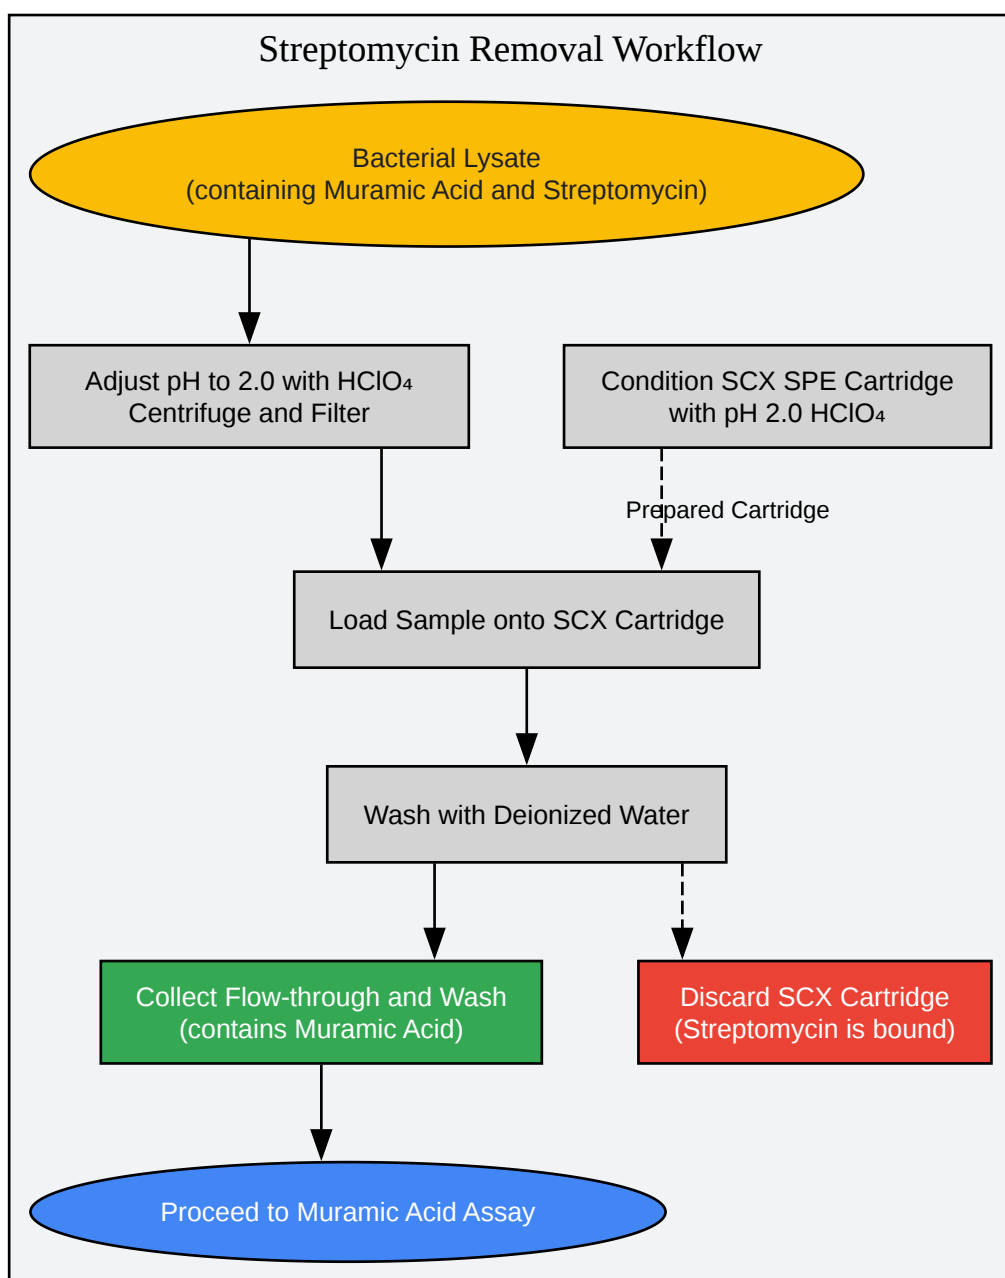 Streptomycin Removal Workflow
Bacterial Lysate
(containing Muramic Acid and Streptomycin)
Adjust pH to 2.0 with HClO₄
Centrifuge and Filter
Condition SCX SPE Cartridge
with pH 2.0 HClO₄
Prepared Cartridge
Load Sample onto SCX Cartridge
Wash with Deionized Water
Collect Flow-through and Wash
(contains Muramic Acid)
Discard SCX Cartridge
(Streptomycin is bound)
Proceed to Muramic Acid Assay